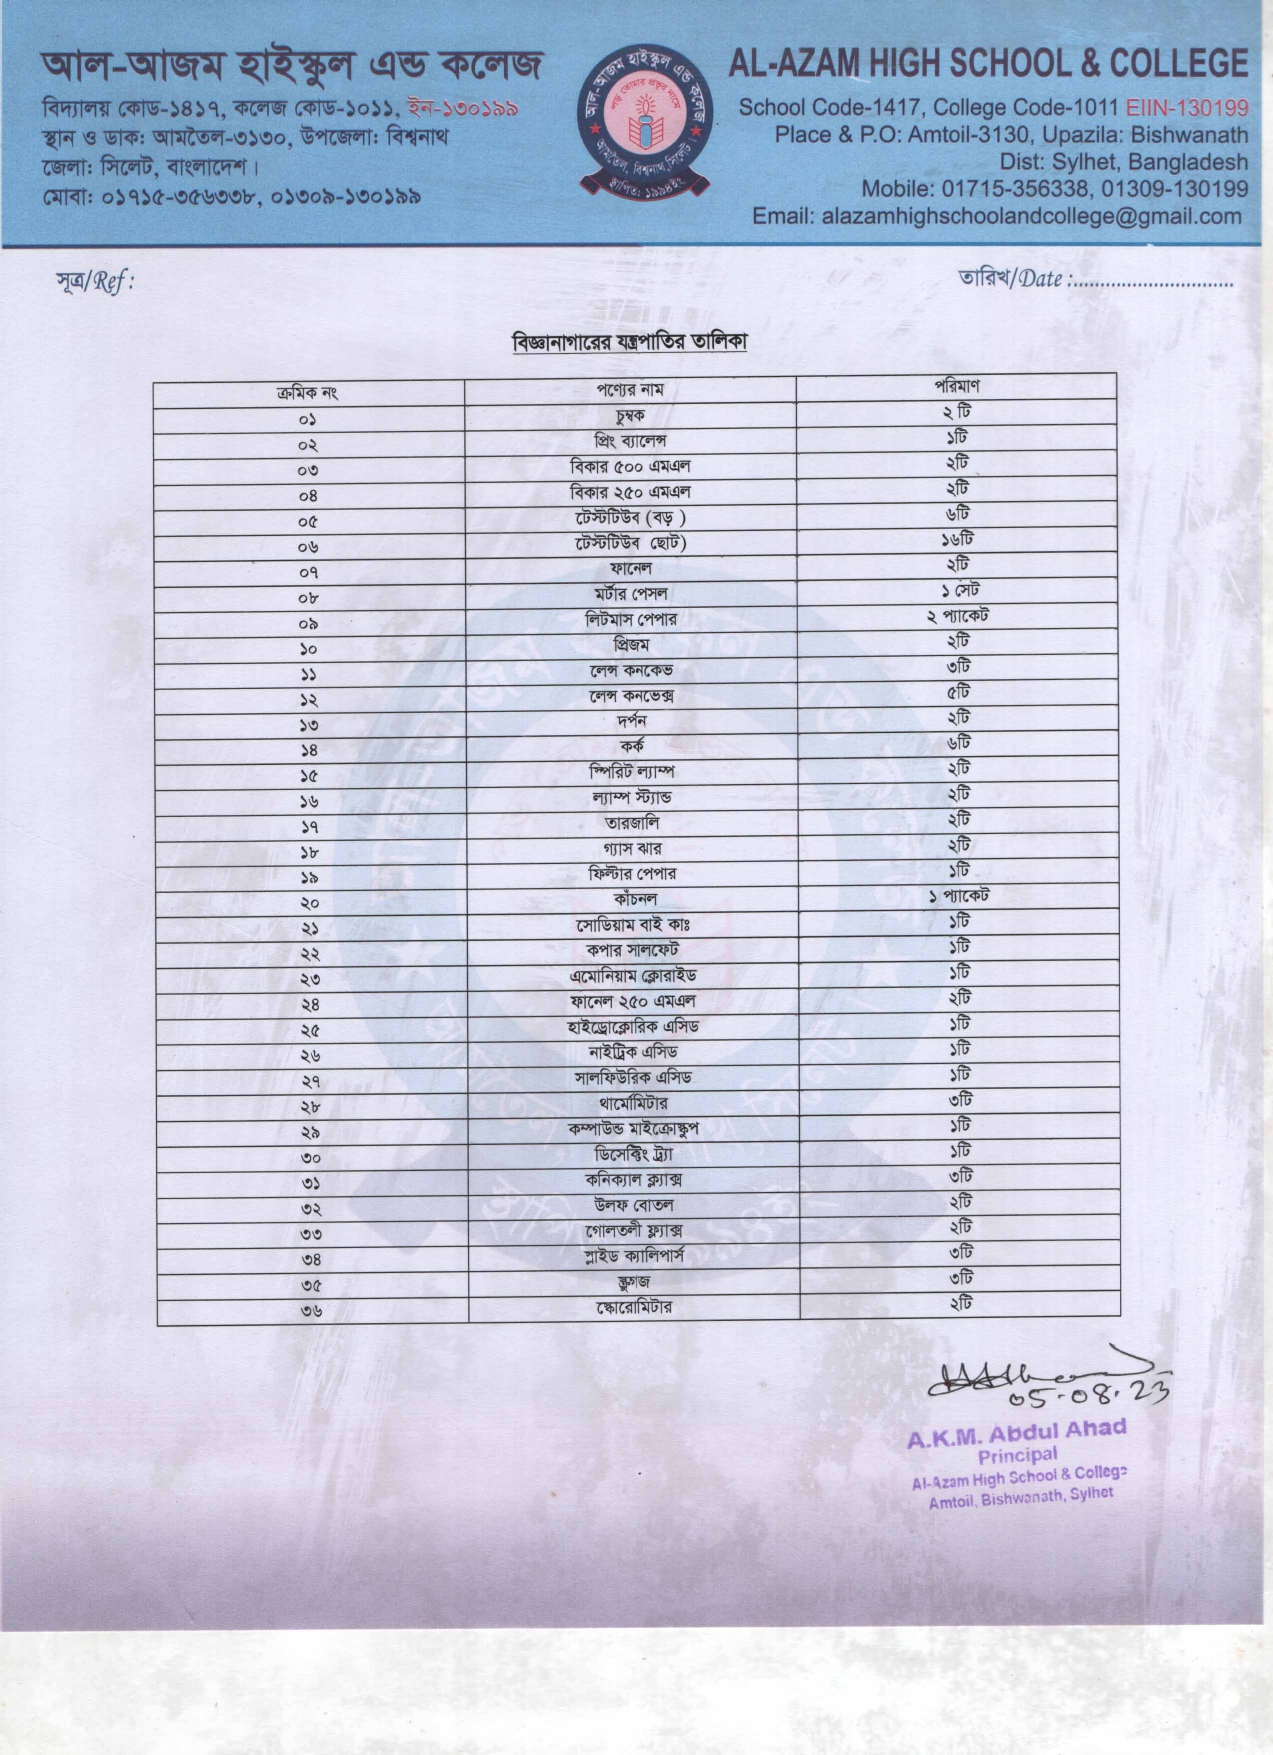 আল-আজম হাইস্কুল এন্ড কলেজ
বিদ্যালয় কোড-১৪১৭, কলেজ কোড-১০১১, ইন-১৩০১৯৯
স্থান ও ডাক: আমতৈল-৩১৩০, উপজেলা: বিশ্বনাথ
জেলা: সিলেট, বাংলাদেশ।
মোবা: ০১৭১৫-৩৫৬৩৩৮, ০১৩০৯-১৩০১৯৯
আল-আজম হাইস্কুল এন্ড কলেজ
পড় তোমার প্রভুর নামে
আমতৈল, বিশ্বনাথ, সিলেট।
স্থাপিত: ১৯৯৪ইং
AL-AZAM HIGH SCHOOL & COLLEGE
School Code-1417, College Code-1011 EIIN-130199
Place & P.O: Amtoil-3130, Upazila: Bishwanath
Dist: Sylhet, Bangladesh
Mobile: 01715-356338, 01309-130199
Email: alazamhighschoolandcollege@gmail.com
সূত্র/Ref :
তারিখ/Date :..............................
বিজ্ঞানাগারের যন্ত্রপাতির তালিকা
ক্রমিক নং পণ্যের নাম পরিমাণ
০১ চুম্বক ২ টি
০২ প্রিং ব্যালেন্স ১টি
০৩ বিকার ৫০০ এমএল ২টি
০৪ বিকার ২৫০ এমএল ২টি
০৫ টেস্টটিউব (বড় ) ৬টি
০৬ টেস্টটিউব ছোট) ১৬টি
০৭ ফানেল ২টি
০৮ মর্টার পেসল ১ সেট
০৯ লিটমাস পেপার ২ প্যাকেট
১০ প্রিজম ২টি
১১ লেন্স কনকেভ ৩টি
১২ লেন্স কনভেক্স ৫টি
১৩ দর্পন ২টি
১৪ কর্ক ৬টি
১৫ স্পিরিট ল্যাম্প ২টি
১৬ ল্যাম্প স্ট্যান্ড ২টি
১৭ তারজালি ২টি
১৮ গ্যাস ঝার ২টি
১৯ ফিল্টার পেপার ১টি
২০ কাঁচনল ১ প্যাকেট
২১ সোডিয়াম বাই কাঃ ১টি
২২ কপার সালফেট ১টি
২৩ এমোনিয়াম ক্লোরাইড ১টি
২৪ ফানেল ২৫০ এমএল ২টি
২৫ হাইড্রোক্লোরিক এসিড ১টি
২৬ নাইট্রিক এসিড ১টি
২৭ সালফিউরিক এসিড ১টি
২৮ থার্মোমিটার ৩টি
২৯ কম্পাউন্ড মাইক্রোস্কুপ ১টি
৩০ ডিসেক্টিং ট্র্যা ১টি
৩১ কনিক্যাল ফ্ল্যাক্স ৩টি
৩২ উলফ বোতল ২টি
৩৩ গোলতলী ফ্ল্যাক্স ২টি
৩৪ স্লাইড ক্যালিপার্স ৩টি
৩৫ স্ক্রুগজ ৩টি
৩৬ স্ফেরোমিটার ২টি
05.08.23
A.K.M. Abdul Ahad
Principal
Al-Azam High School & College
Amtoil, Bishwanath, Sylhet